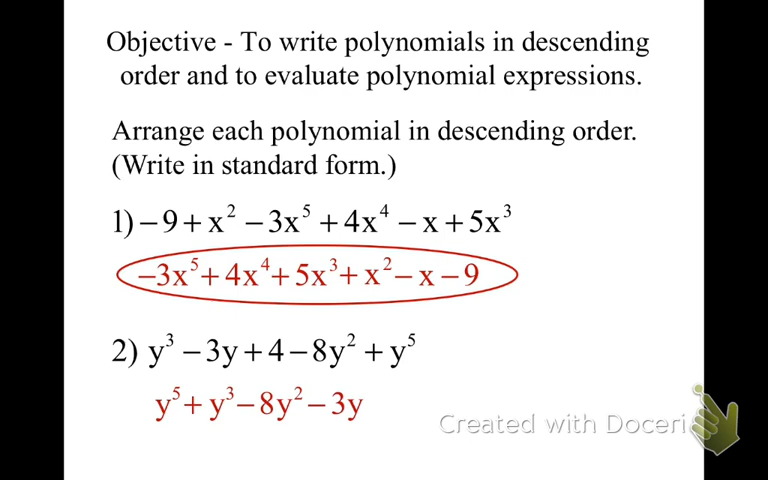 Objective - To write polynomials in descending
order and to evaluate polynomial expressions.
Arrange each polynomial in descending order.
(Write in standard form.)
1) −9 + x² − 3x⁵ + 4x⁴ − x + 5x³
−3x⁵ + 4x⁴ + 5x³ + x² − x − 9
2) y³ − 3y + 4 − 8y² + y⁵
y⁵ + y³ − 8y² − 3y
Created with Doceri